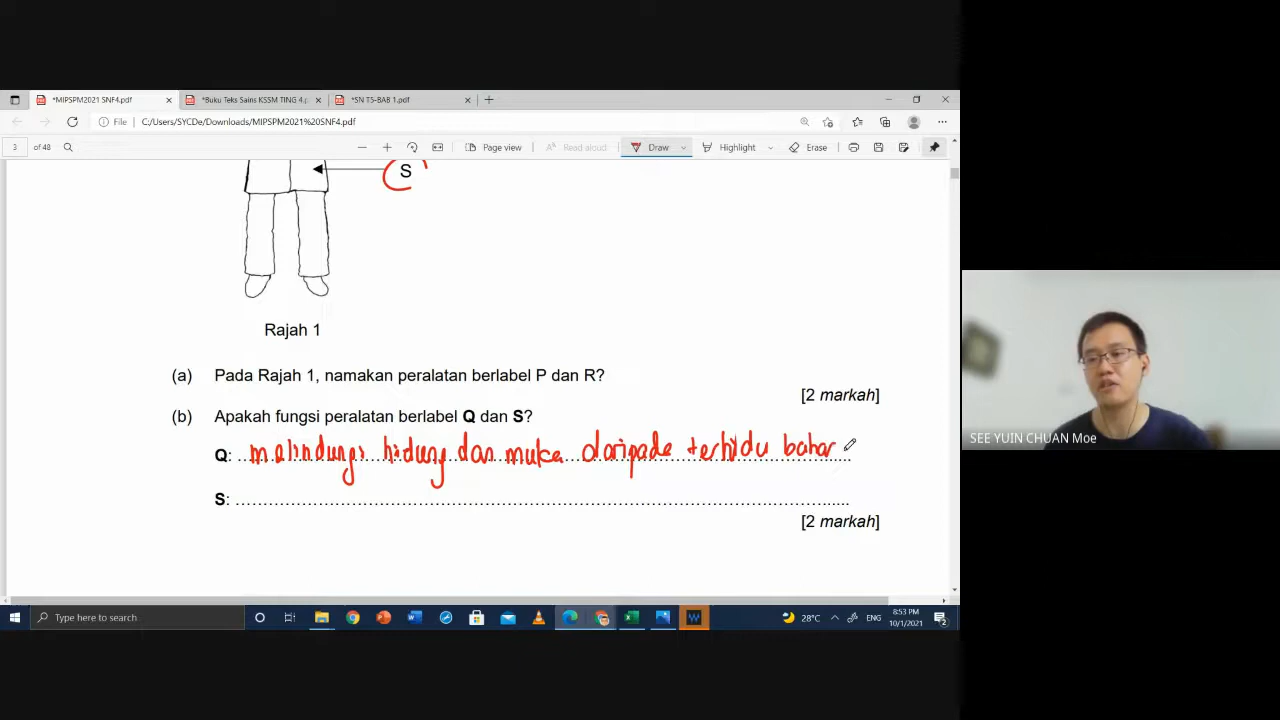 *MIPSPM2021 SNF4.pdf
*Buku Teks Sains KSSM TING 4.p
*SN T5-BAB 1.pdf
File
C:/Users/SYCDe/Downloads/MIPSPM2021%20SNF4.pdf
3 of 48
Page view
Read aloud
Draw
Highlight
Erase
S
Rajah 1
(a) Pada Rajah 1, namakan peralatan berlabel P dan R?
[2 markah]
(b) Apakah fungsi peralatan berlabel Q dan S?
Q: melindungi hidung dan muka daripada terhidu bahan
S: ..........................................................................................
[2 markah]
SEE YUIN CHUAN Moe
Type here to search
28°C
ENG
8:53 PM
10/1/2021
2